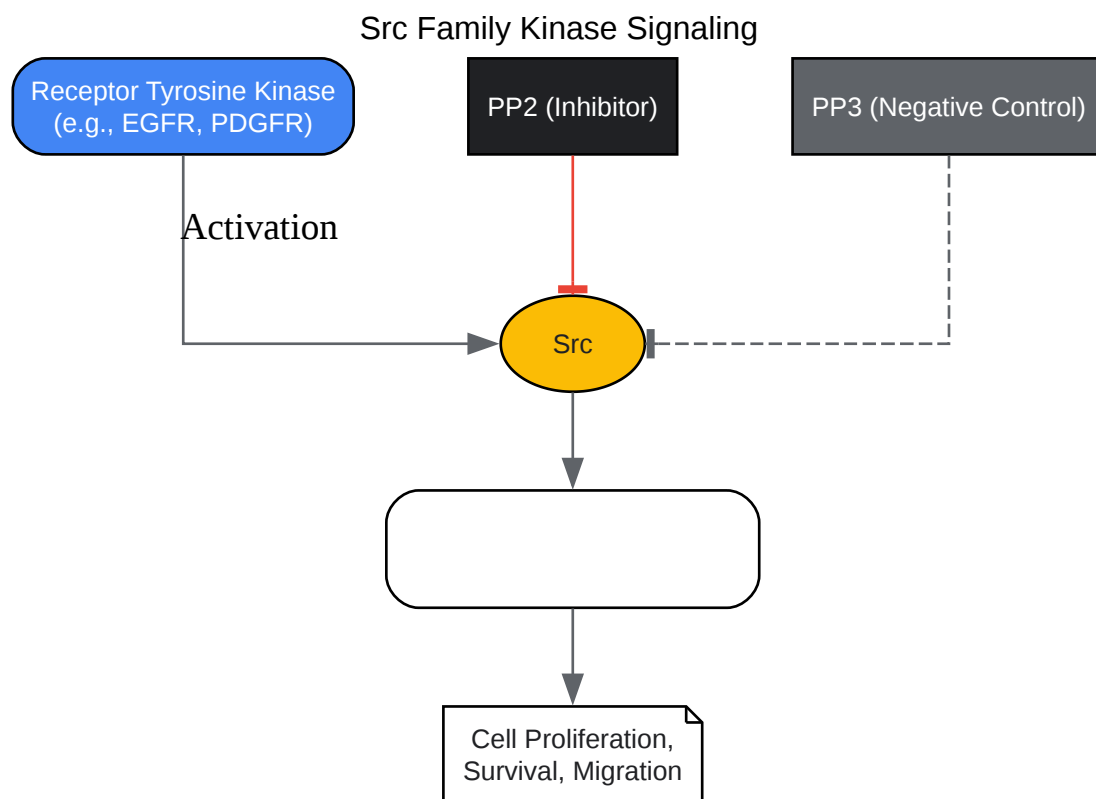 Src Family Kinase Signaling
Receptor Tyrosine Kinase
(e.g., EGFR, PDGFR)
PP2 (Inhibitor)
PP3 (Negative Control)
Activation
Src
Cell Proliferation,
Survival, Migration